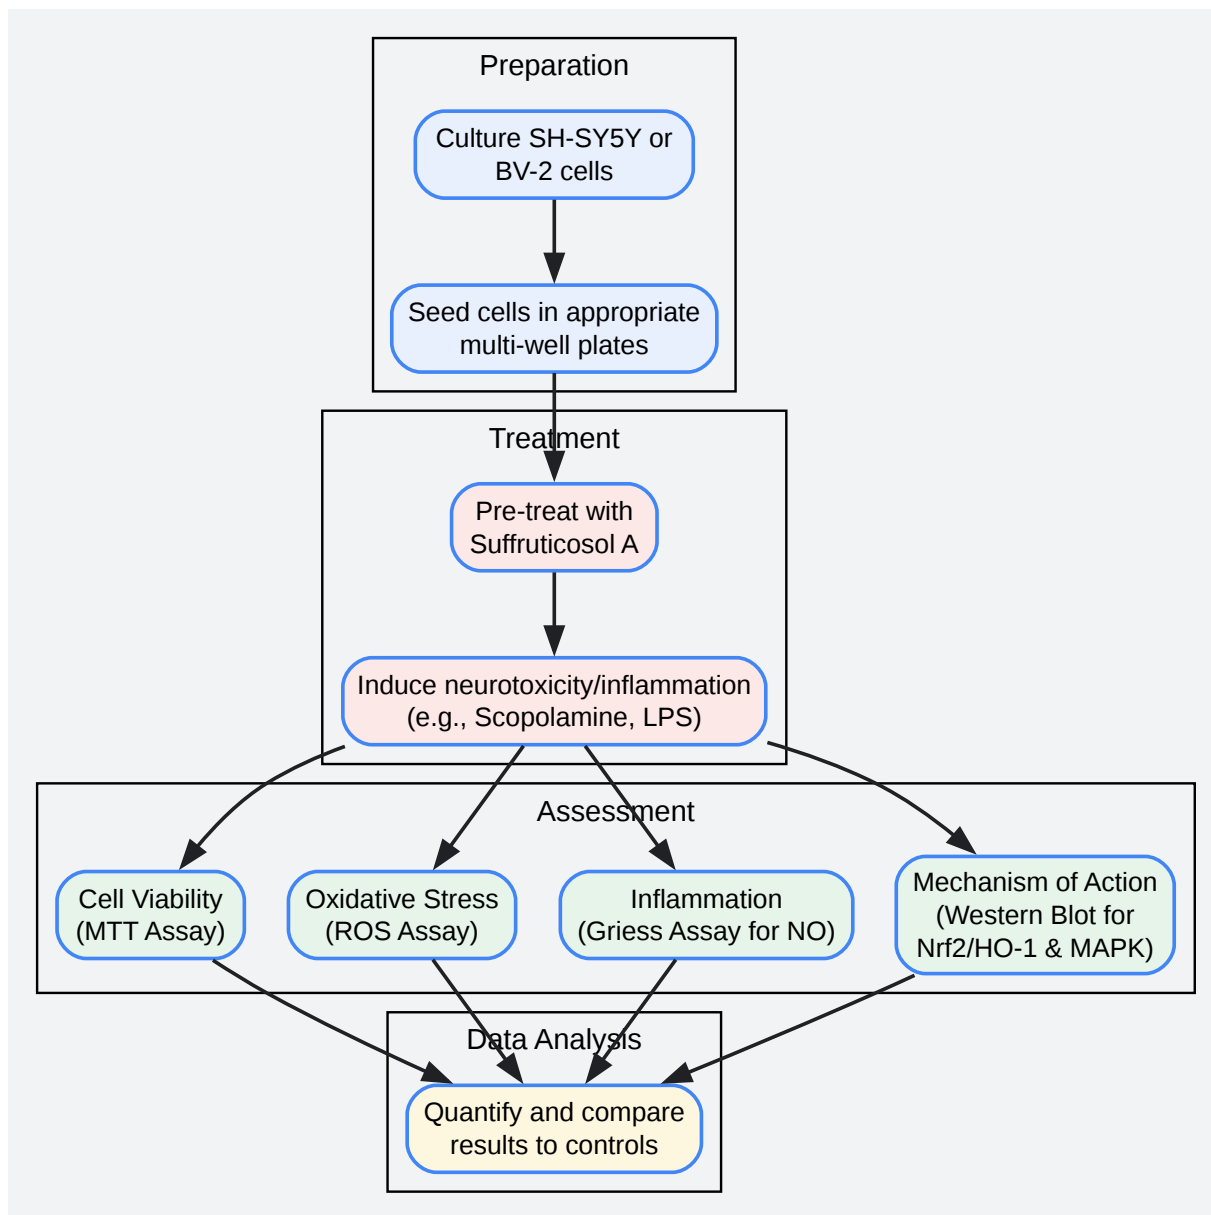 Preparation
Culture SH-SY5Y or
BV-2 cells
Seed cells in appropriate
multi-well plates
Treatment
Pre-treat with
Suffruticosol A
Induce neurotoxicity/inflammation
(e.g., Scopolamine, LPS)
Assessment
Cell Viability
(MTT Assay)
Oxidative Stress
(ROS Assay)
Inflammation
(Griess Assay for NO)
Mechanism of Action
(Western Blot for
Nrf2/HO-1 & MAPK)
Data Analysis
Quantify and compare
results to controls